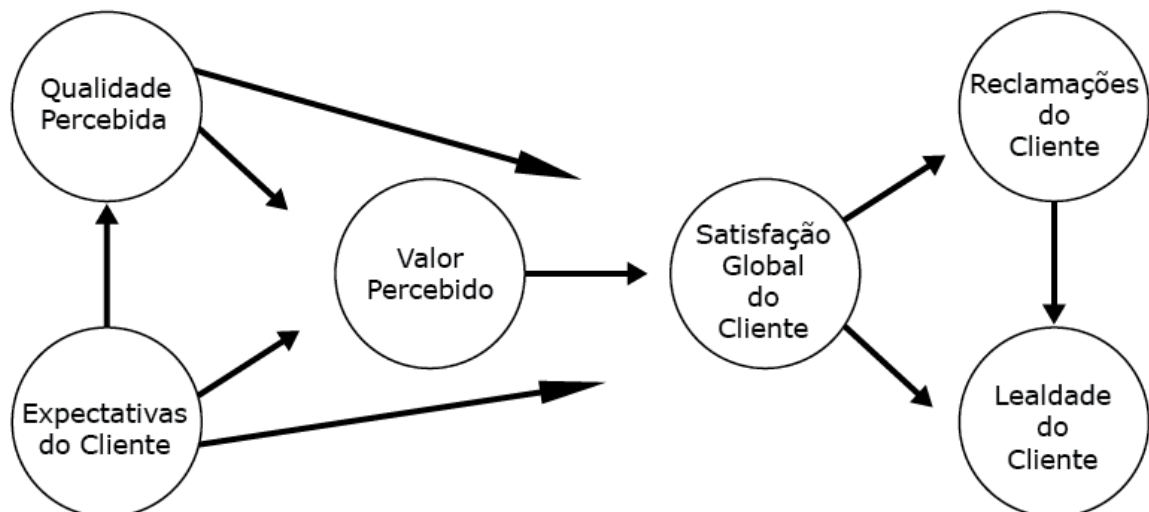 Qualidade
Percebida
Expectativas
do Cliente
Valor
Percebido
Satisfação
Global
do
Cliente
Reclamações
do
Cliente
Lealdade
do
Cliente